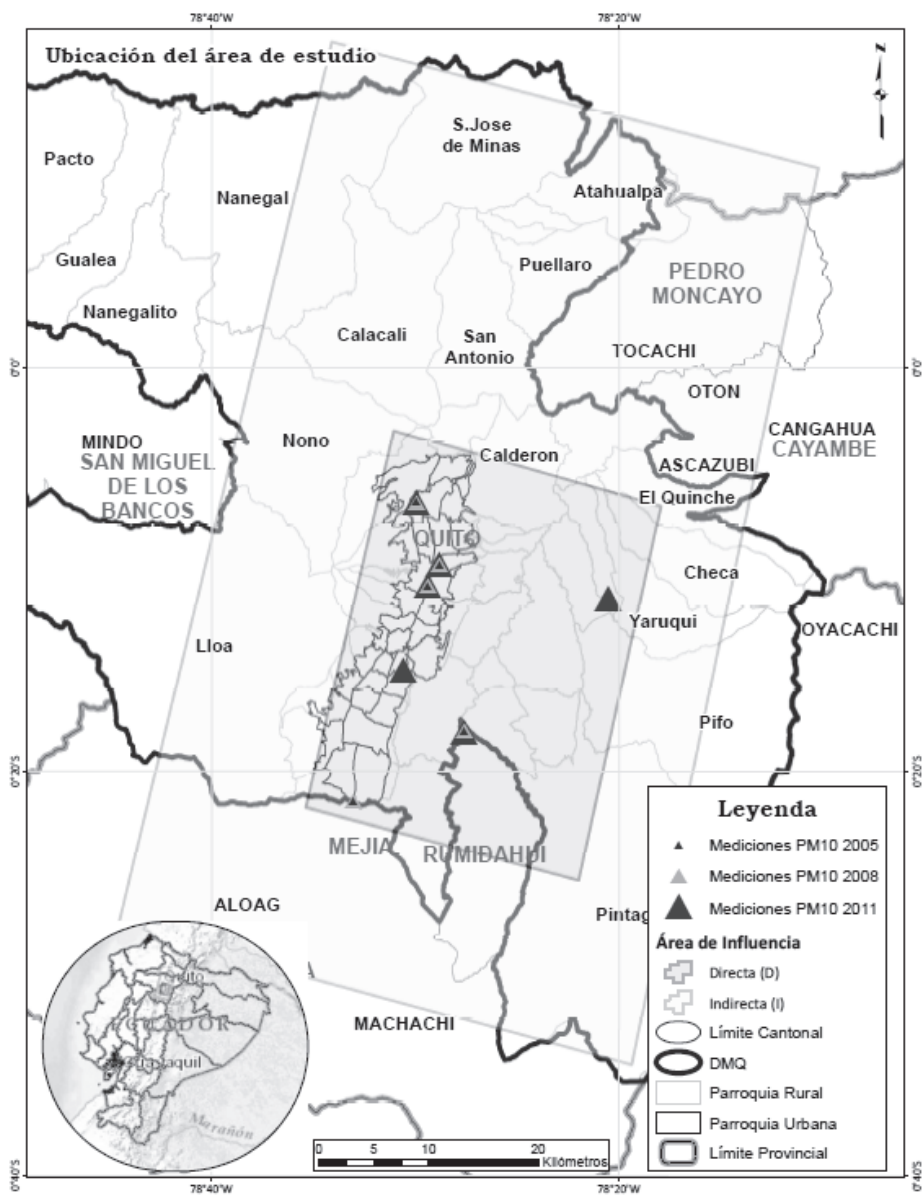 78°40'W
78°20'W
Ubicación del área de estudio
z
S.Jose
de Minas
Pacto
Nanegal
Atahualpa
Gualea
Puellaro
PEDRO
MONCAYO
Nanegalito
Calacali
San
Antonio
TOCACHI
0°0'
0°0'
OTON
MINDO
SAN MIGUEL
DE LOS
BANCOS
Nono
Calderon
CANGAHUA
CAYAMBE
ASCAZUBI
El Quinche
QUITO
Checa
Yaruqui
OYACACHI
Lloa
Pifo
0°20'S
0°20'S
MEJIA
RUMIDAHUI
ALOAG
Pintag
MACHACHI
Leyenda
Mediciones PM10 2005
Mediciones PM10 2008
Mediciones PM10 2011
Área de Influencia
Directa (D)
Indirecta (I)
Límite Cantonal
DMQ
Parroquia Rural
Parroquia Urbana
Límite Provincial
Marañón
0 5 10 20
Kilómetros
0°40'S
0°40'S
78°40'W
78°20'W